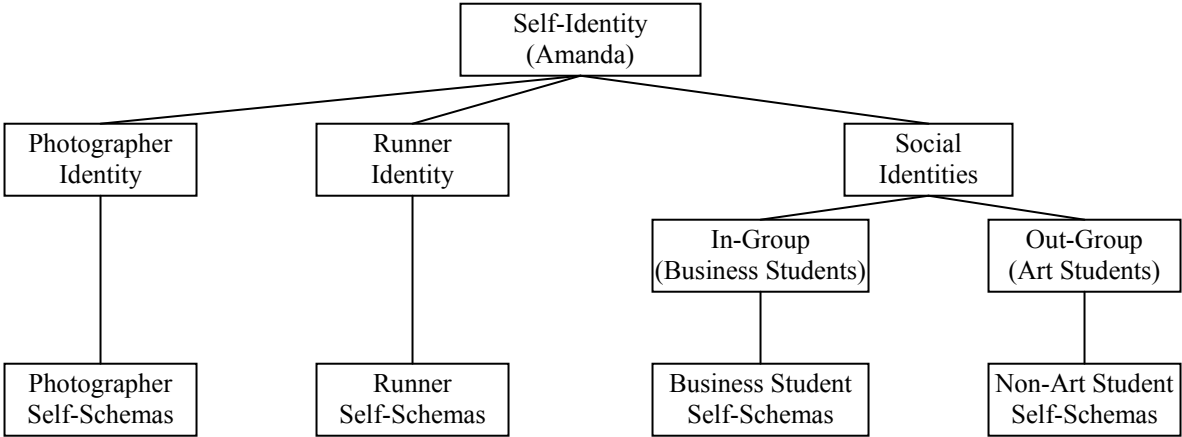 Self-Identity
(Amanda)
Photographer
Identity
Runner
Identity
Social
Identities
In-Group
(Business Students)
Out-Group
(Art Students)
Photographer
Self-Schemas
Runner
Self-Schemas
Business Student
Self-Schemas
Non-Art Student
Self-Schemas